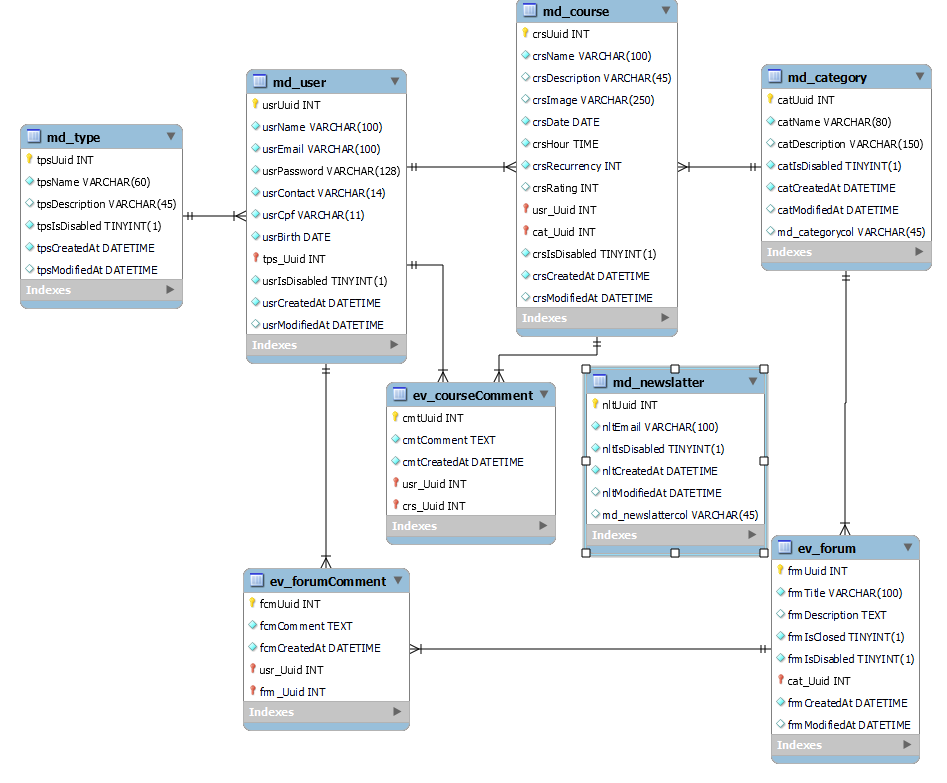 md_course
crsUuid INT
crsName VARCHAR(100)
crsDescription VARCHAR(45)
crsImage VARCHAR(250)
crsDate DATE
crsHour TIME
crsRecurrency INT
crsRating INT
usr_Uuid INT
cat_Uuid INT
crsIsDisabled TINYINT(1)
crsCreatedAt DATETIME
crsModifiedAt DATETIME
Indexes
md_category
catUuid INT
catName VARCHAR(80)
catDescription VARCHAR(150)
catIsDisabled TINYINT(1)
catCreatedAt DATETIME
catModifiedAt DATETIME
md_categorycol VARCHAR(45)
Indexes
md_user
usrUuid INT
usrName VARCHAR(100)
usrEmail VARCHAR(100)
usrPassword VARCHAR(128)
usrContact VARCHAR(14)
usrCpf VARCHAR(11)
usrBirth DATE
tps_Uuid INT
usrIsDisabled TINYINT(1)
usrCreatedAt DATETIME
usrModifiedAt DATETIME
Indexes
md_type
tpsUuid INT
tpsName VARCHAR(60)
tpsDescription VARCHAR(45)
tpsIsDisabled TINYINT(1)
tpsCreatedAt DATETIME
tpsModifiedAt DATETIME
Indexes
ev_courseComment
cmtUuid INT
cmtComment TEXT
cmtCreatedAt DATETIME
usr_Uuid INT
crs_Uuid INT
Indexes
md_newslatter
nltUuid INT
nltEmail VARCHAR(100)
nltIsDisabled TINYINT(1)
nltCreatedAt DATETIME
nltModifiedAt DATETIME
md_newslattercol VARCHAR(45)
Indexes
ev_forum
frmUuid INT
frmTitle VARCHAR(100)
frmDescription TEXT
frmIsClosed TINYINT(1)
frmIsDisabled TINYINT(1)
cat_Uuid INT
frmCreatedAt DATETIME
frmModifiedAt DATETIME
Indexes
ev_forumComment
fcmUuid INT
fcmComment TEXT
fcmCreatedAt DATETIME
usr_Uuid INT
frm_Uuid INT
Indexes